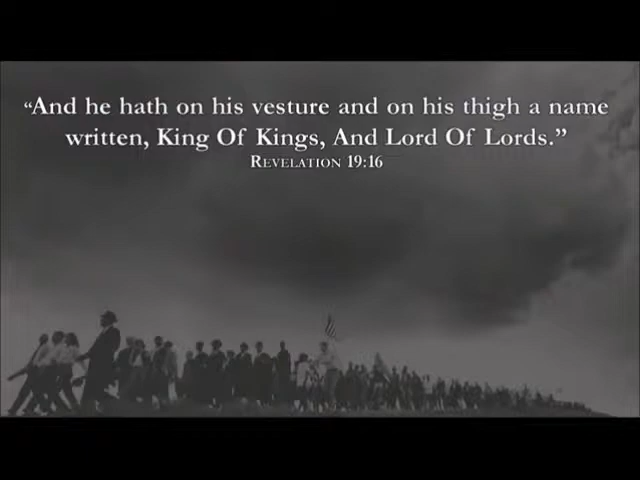 “And he hath on his vesture and on his thigh a name
written, King Of Kings, And Lord Of Lords.”
Revelation 19:16